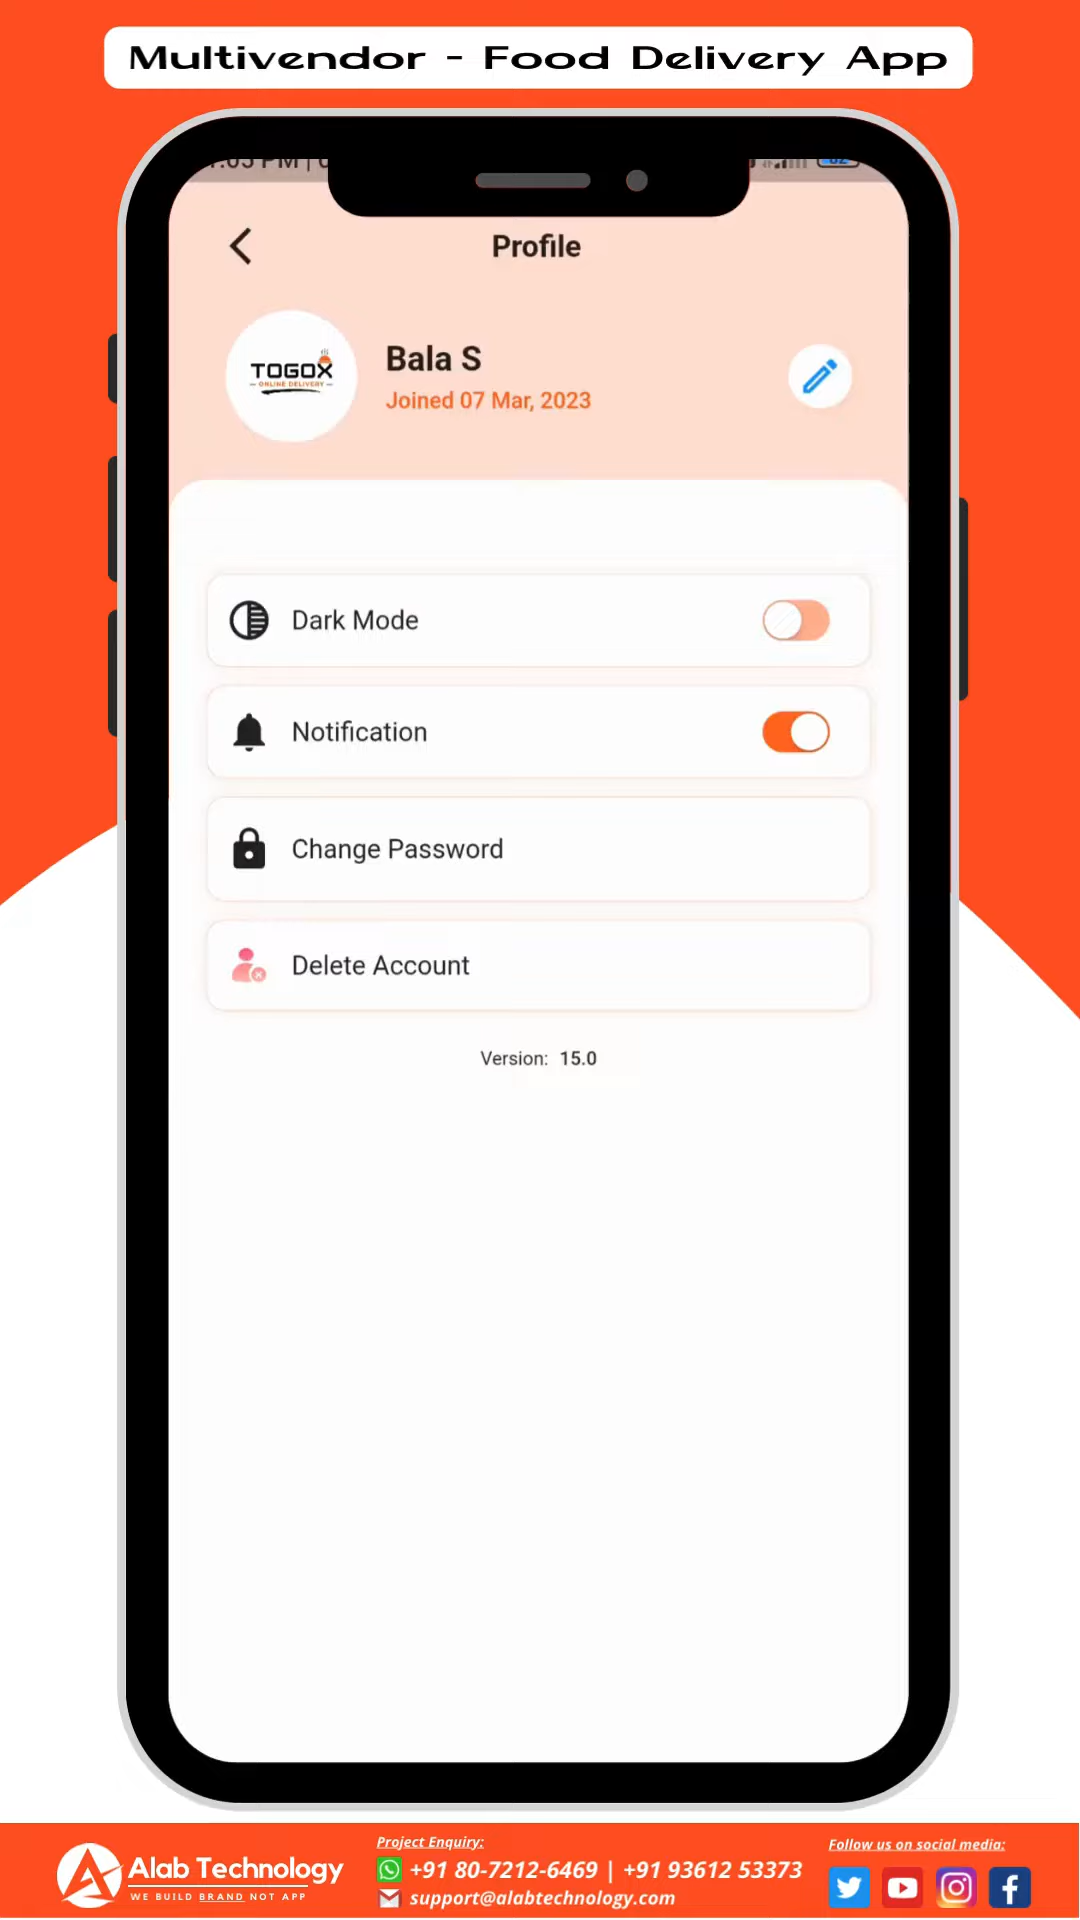 Multivendor - Food Delivery App
Profile
TOGOX
ONLINE DELIVERY
Bala S
Joined 07 Mar, 2023
Dark Mode
Notification
Change Password
Delete Account
Version: 15.0
Project Enquiry:
Follow us on social media:
Alab Technology
+91 80-7212-6469 | +91 93612 53373
WE BUILD BRAND NOT APP
support@alabtechnology.com